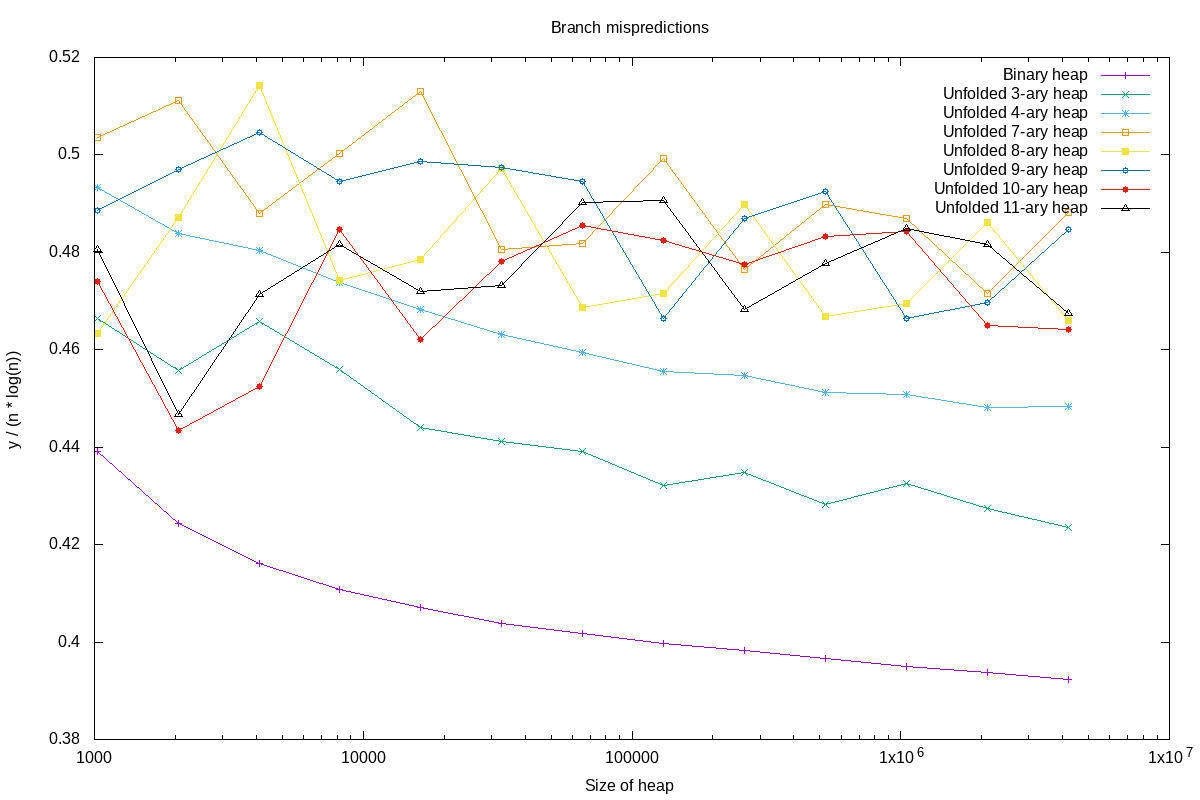 Branch mispredictions
0.52
0.5
0.48
0.46
0.44
0.42
0.4
0.38
y / (n * log(n))
Binary heap
Unfolded 3-ary heap
Unfolded 4-ary heap
Unfolded 7-ary heap
Unfolded 8-ary heap
Unfolded 9-ary heap
Unfolded 10-ary heap
Unfolded 11-ary heap
1000 10000 100000 1x10^6 1x10^7
Size of heap